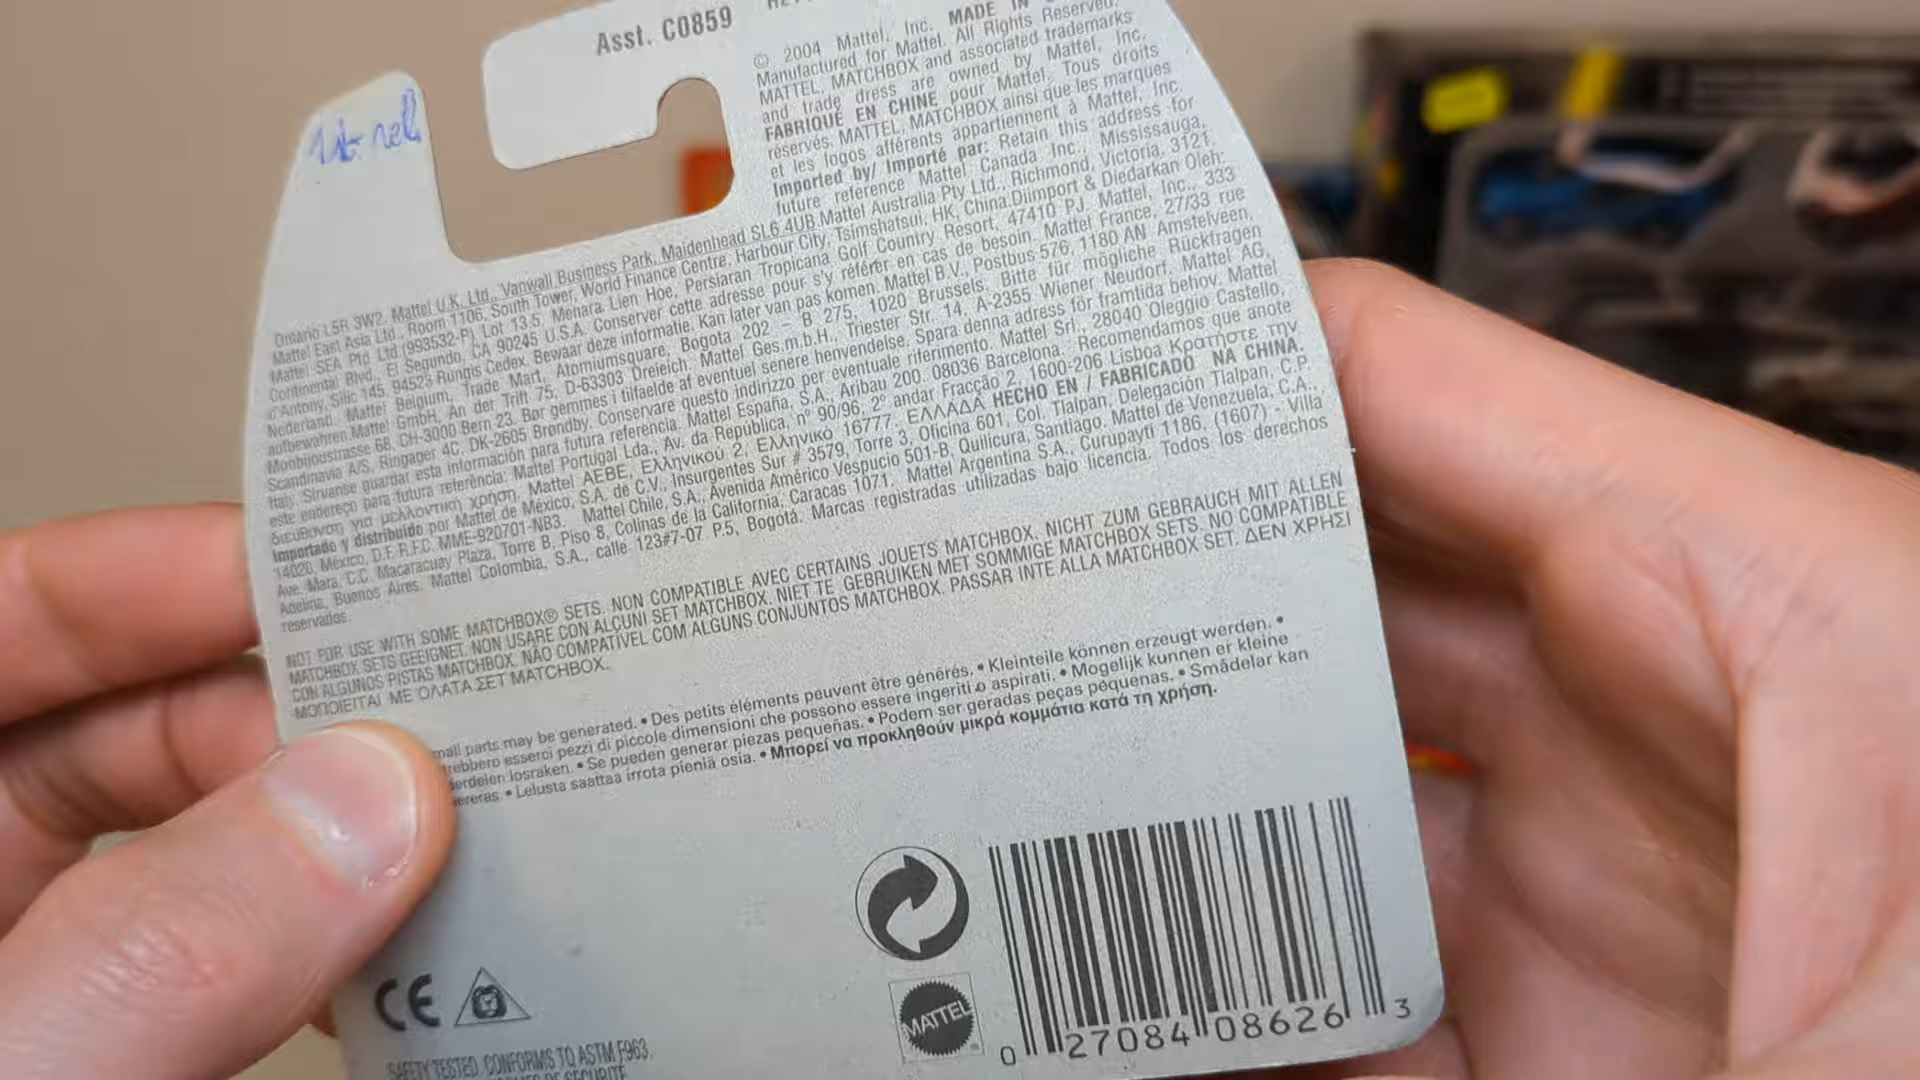 Asst. C0859
© 2004 Mattel, Inc. MADE IN
Manufactured for Mattel. All Rights Reserved.
MATTEL, MATCHBOX and associated trademarks
and trade dress are owned by Mattel, Inc.
FABRIQUÉ EN CHINE pour Mattel. Tous droits
réservés. MATTEL, MATCHBOX ainsi que les marques
et les logos afférents appartiennent à Mattel, Inc.
Imported by/ Importé par: Retain this address for
future reference Mattel Canada Inc., Mississauga,
Ontario L5R 3W2. Mattel U.K. Ltd., Vanwall Business Park, Maidenhead SL6 4UB. Mattel Australia Pty Ltd., Richmond, Victoria, 3121.
Mattel East Asia Ltd., Room 1106, South Tower, World Finance Centre, Harbour City, Tsimshatsui, HK, China. Diimport & Diedarkan Oleh:
Mattel SEA Ptd. Ltd.(993532-P) Lot 13.5, Menara Lien Hoe, Persiaran Tropicana Golf Country Resort, 47410 PJ. Mattel, Inc., 333
Continental Blvd., El Segundo, CA 90245 U.S.A. Conserver cette adresse pour s'y référer en cas de besoin. Mattel France, 27/33 rue
d'Antony, Silic 145, 94523 Rungis Cedex. Bewaar deze informatie. Kan later van pas komen. Mattel B.V., Postbus 576, 1180 AN Amstelveen,
Nederland. Mattel Belgium, Trade Mart, Atomiumsquare, Bogota 202 - B 275, 1020 Brussels. Bitte für mögliche Rückfragen
aufbewahren. Mattel GmbH, An der Trift 75, D-63303 Dreieich. Mattel Ges.m.b.H., Triester Str. 14, A-2355 Wiener Neudorf. Mattel AG,
Monbijoustrasse 68, CH-3000 Bern 23. Bør gemmes i tilfælde af eventuel senere henvendelse. Spara denna adress för framtida behov. Mattel
Scandinavia A/S, Ringager 4C, DK-2605 Brøndby. Conservare questo indirizzo per eventuale riferimento. Mattel Srl., 28040 Oleggio Castello,
Italy. Sírvanse guardar esta información para futura referencia. Mattel España, S.A., Aribau 200. 08036 Barcelona. Recomendamos que anote
este endereço para futura referência. Mattel Portugal Lda., Av. da República, nº 90/96, 2º andar Fracção 2, 1600-206 Lisboa Κρατήστε την
διεύθυνση για μελλοντική χρήση. Mattel AEBE, Ελληνικού 2, Ελληνικό 16777, ΕΛΛΑΔΑ HECHO EN / FABRICADO NA CHINA.
Importado y distribuido por Mattel de México, S.A. de C.V., Insurgentes Sur # 3579, Torre 3, Oficina 601, Col. Tlalpan, Delegación Tlalpan, C.P.
14020, México, D.F. R.F.C. MME-920701-NB3. Mattel Chile, S.A., Avenida Américo Vespucio 501-B, Quilicura, Santiago. Mattel de Venezuela, C.A.,
Ave. Mara, C.C. Macaracuay Plaza, Torre B, Piso 8, Colinas de la California, Caracas 1071. Mattel Argentina S.A., Curupaytí 1186, (1607) - Villa
Adelina, Buenos Aires. Mattel Colombia, S.A., calle 123#7-07 P.5, Bogotá. Marcas registradas utilizadas bajo licencia. Todos los derechos
reservados.
NOT FOR USE WITH SOME MATCHBOX® SETS. NON COMPATIBLE AVEC CERTAINS JOUETS MATCHBOX. NICHT ZUM GEBRAUCH MIT ALLEN
MATCHBOX SETS GEEIGNET. NON USARE CON ALCUNI SET MATCHBOX. NIET TE GEBRUIKEN MET SOMMIGE MATCHBOX SETS. NO COMPATIBLE
CON ALGUNOS PISTAS MATCHBOX. NÃO COMPATÍVEL COM ALGUNS CONJUNTOS MATCHBOX. PASSAR INTE ALLA MATCHBOX SET. ΔΕΝ ΧΡΗΣΙ
ΜΟΠΟΙΕΙΤΑΙ ΜΕ ΟΛΑΤΑ ΣΕΤ MATCHBOX.
mall parts may be generated. • Des petits eléments peuvent être générés. • Kleinteile können erzeugt werden. •
rebbero esserci pezzi di piccole dimensioni che possono essere ingeriti o aspirati. • Mogelijk kunnen er kleine
erdelen losraken. • Se pueden generar piezas pequeñas. • Podem ser geradas peças pequenas. • Smådelar kan
ereras. • Lelusta saattaa irrota pieniä osia. • Μπορεί να προκληθούν μικρά κομμάτια κατά τη χρήση.
CE
MATTEL
0 27084 08626 3
SAFETY TESTED. CONFORMS TO ASTM F963.